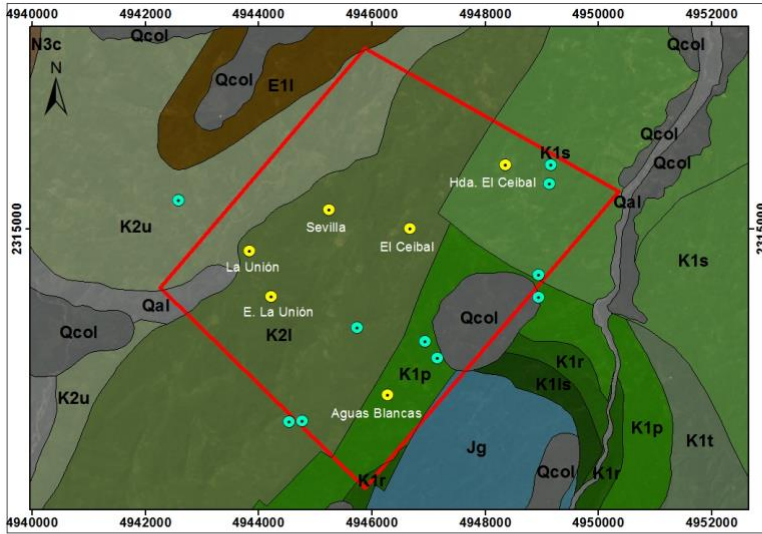 4940000 4942000 4944000 4946000 4948000 4950000 4952000
N3c
Qcol
Qcol
N
Qcol
E1l
Qcol
K1s
Qcol
Hda. El Ceibal
Qal
K2u
Sevilla
2315000
El Ceibal
2315000
La Unión
K1s
Qal
E. La Unión
Qcol
Qcol
K2l
K1r
K1p
K1ls
K2u
Aguas Blancas
K1p
K1t
Jg
Qcol
K1r
K1r
4940000 4942000 4944000 4946000 4948000 4950000 4952000